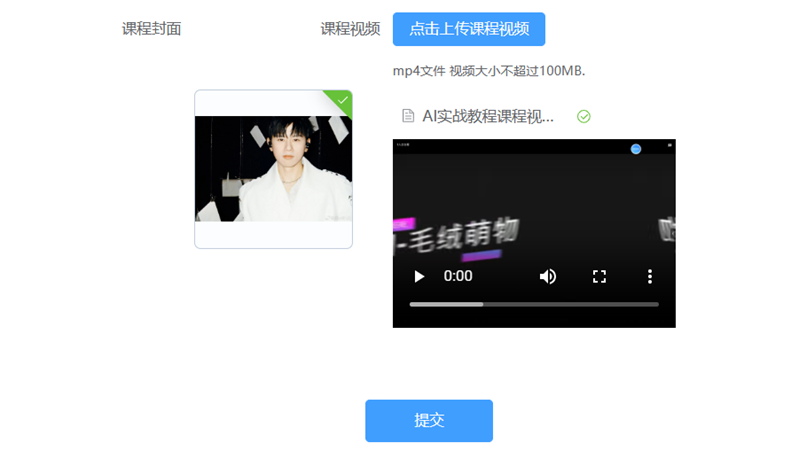 课程封面
课程视频
点击上传课程视频
mp4文件 视频大小不超过100MB.
AI实战教程课程视...
-毛绒萌物
0:00
提交